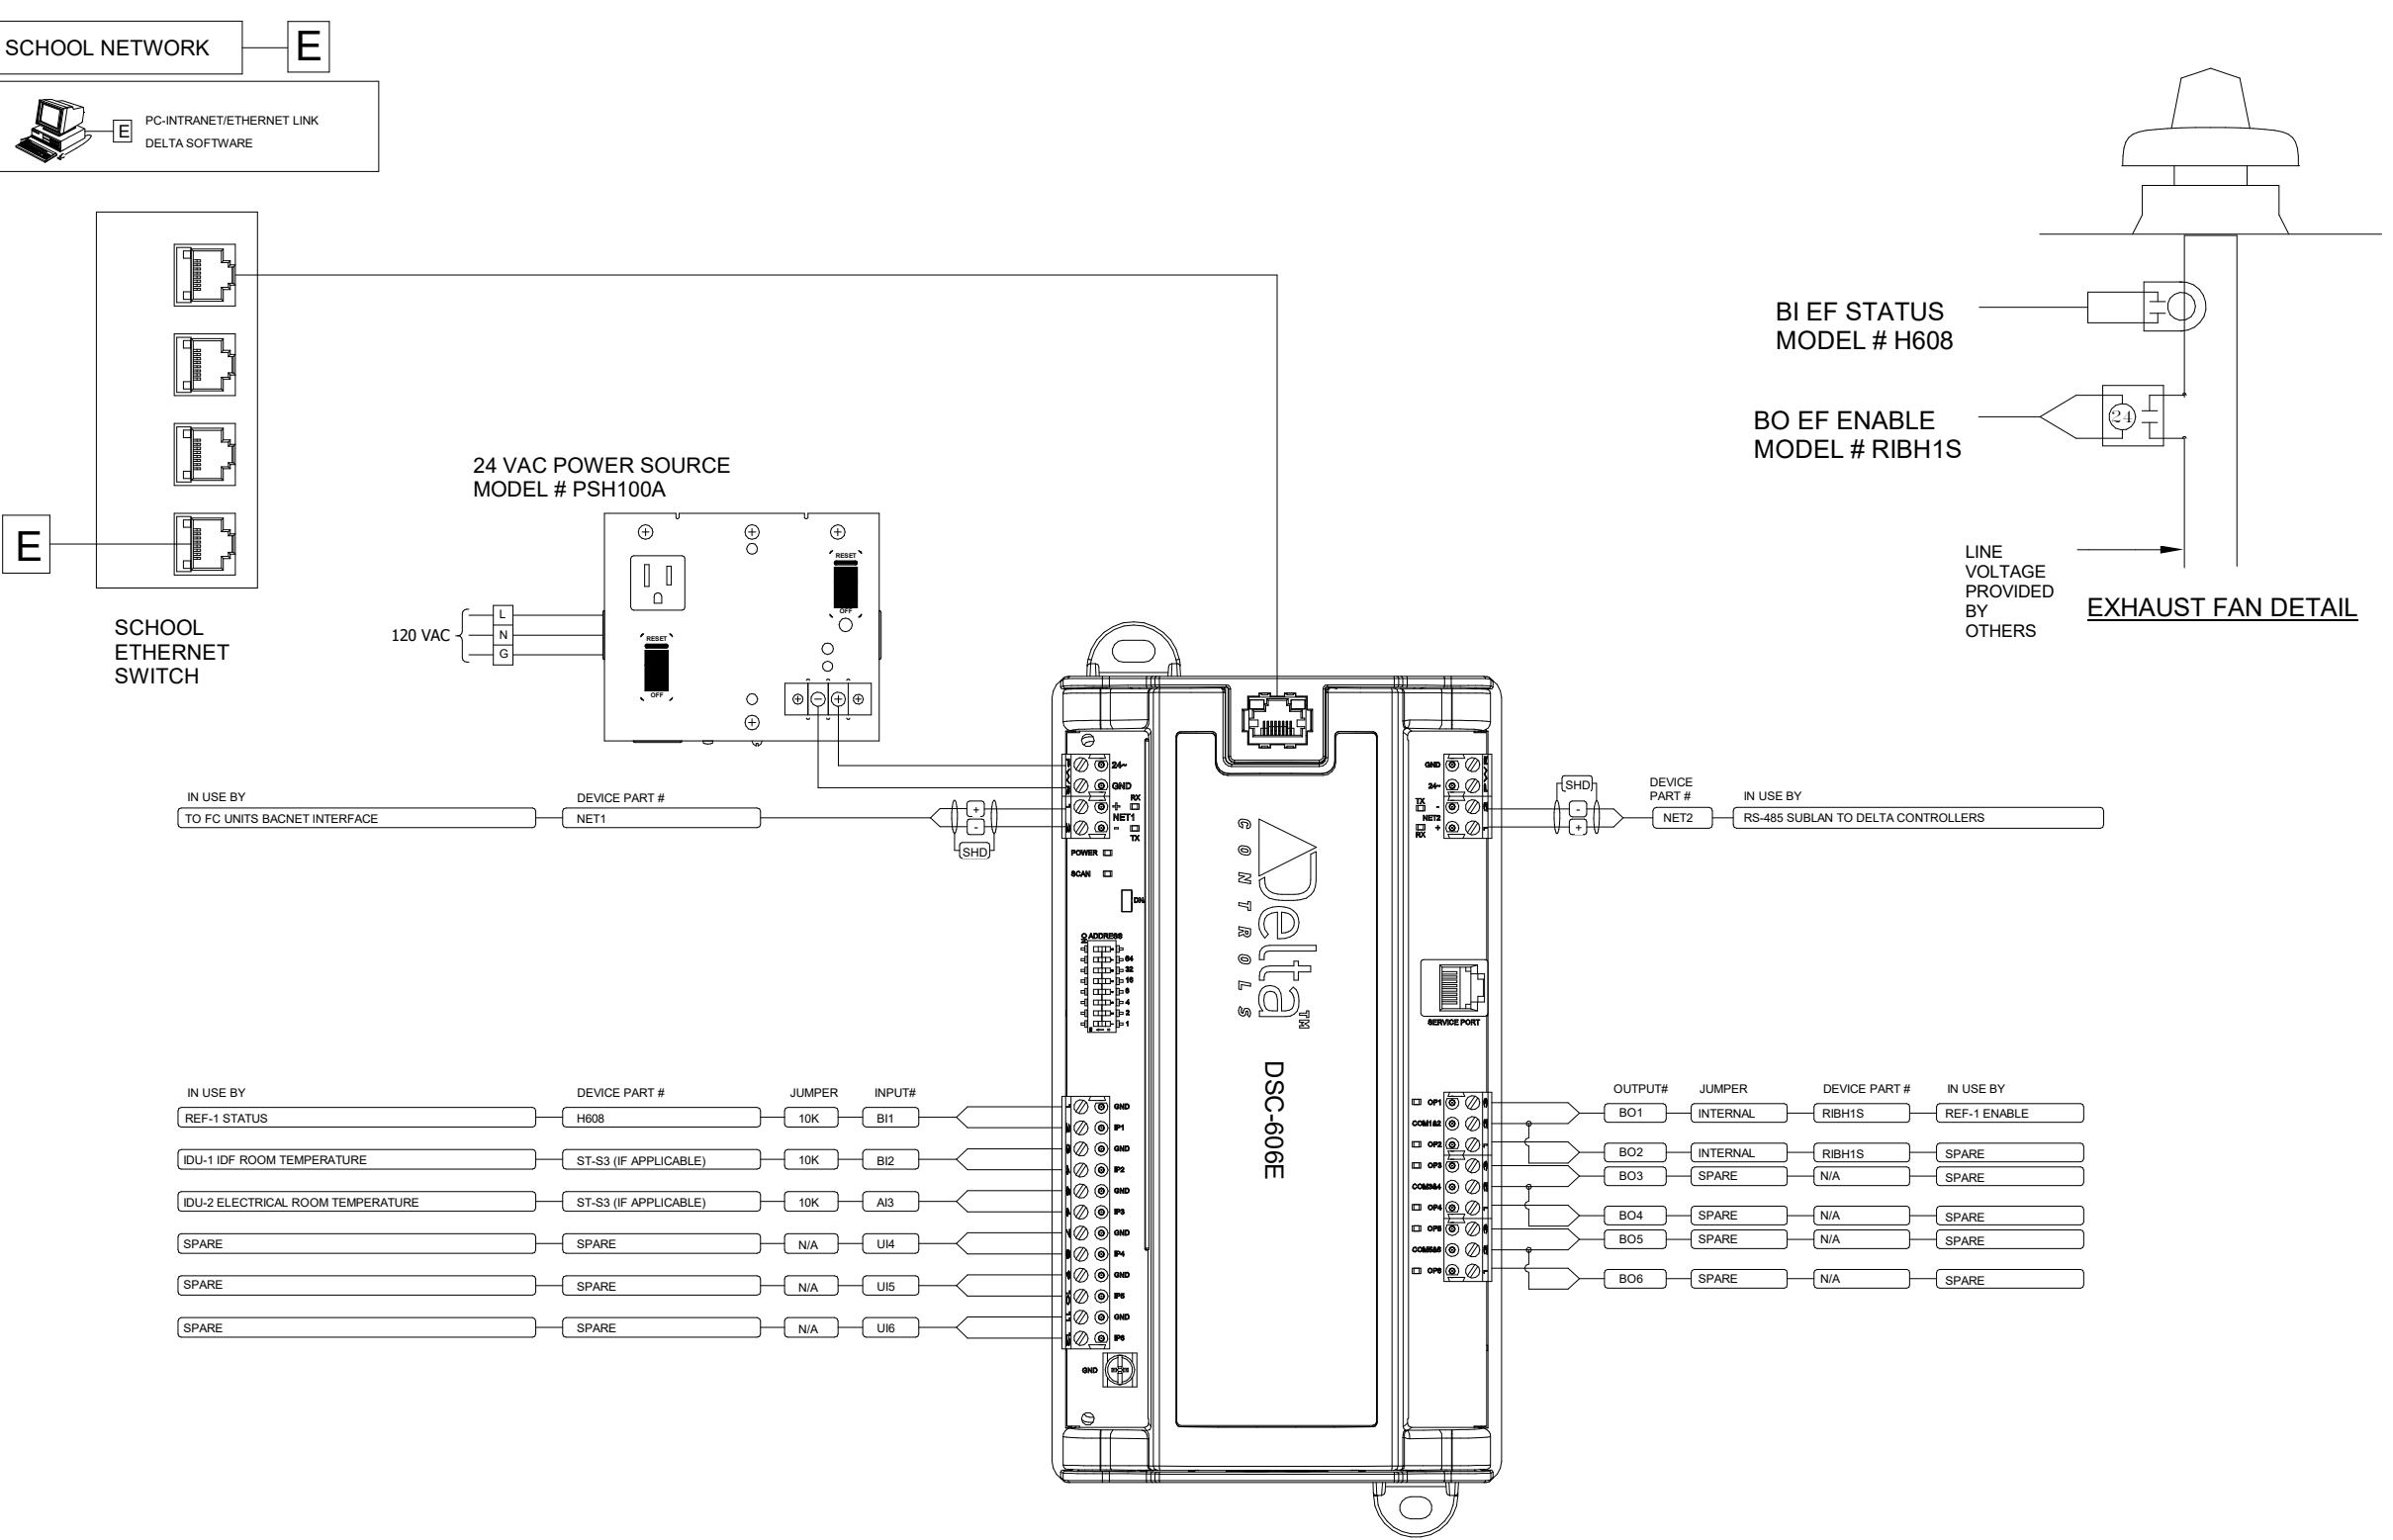 SCHOOL NETWORK
E
E
PC-INTRANET/ETHERNET LINK
DELTA SOFTWARE
E
SCHOOL
ETHERNET
SWITCH
24 VAC POWER SOURCE
MODEL # PSH100A
RESET
OFF
RESET
OFF
120 VAC
L
N
G
BI EF STATUS
MODEL # H608
BO EF ENABLE
MODEL # RIBH1S
24
LINE
VOLTAGE
PROVIDED
BY
OTHERS
EXHAUST FAN DETAIL
IN USE BY
DEVICE PART #
TO FC UNITS BACNET INTERFACE
NET1
+
-
SHD
24~
GND
RX
+
NET1
-
TX
POWER
SCAN
ADDRESS
64
32
16
8
4
2
1
GND
24~
TX
-
NET2
+
RX
SHD
-
+
DEVICE
PART #
IN USE BY
NET2
RS-485 SUBLAN TO DELTA CONTROLLERS
Delta™
CONTROLS
DSC-606E
SERVICE PORT
IN USE BY
DEVICE PART #
JUMPER
INPUT#
REF-1 STATUS
H608
10K
BI1
IDU-1 IDF ROOM TEMPERATURE
ST-S3 (IF APPLICABLE)
10K
BI2
IDU-2 ELECTRICAL ROOM TEMPERATURE
ST-S3 (IF APPLICABLE)
10K
AI3
SPARE
SPARE
N/A
UI4
SPARE
SPARE
N/A
UI5
SPARE
SPARE
N/A
UI6
GND
IP1
GND
IP2
GND
IP3
GND
IP4
GND
IP5
GND
IP6
GND
OP1
COM1&2
OP2
OP3
COM3&4
OP4
OP5
COM5&6
OP6
OUTPUT#
JUMPER
DEVICE PART #
IN USE BY
BO1
INTERNAL
RIBH1S
REF-1 ENABLE
BO2
INTERNAL
RIBH1S
SPARE
BO3
SPARE
N/A
SPARE
BO4
SPARE
N/A
SPARE
BO5
SPARE
N/A
SPARE
BO6
SPARE
N/A
SPARE